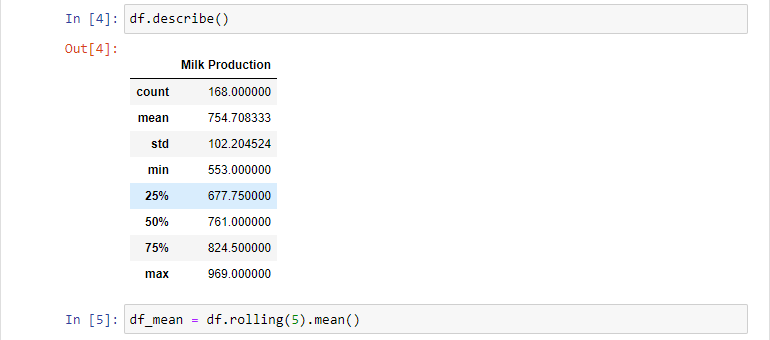 In [4]: df.describe()
Out[4]:
Milk Production
count 168.000000
mean 754.708333
std 102.204524
min 553.000000
25% 677.750000
50% 761.000000
75% 824.500000
max 969.000000
In [5]: df_mean = df.rolling(5).mean()